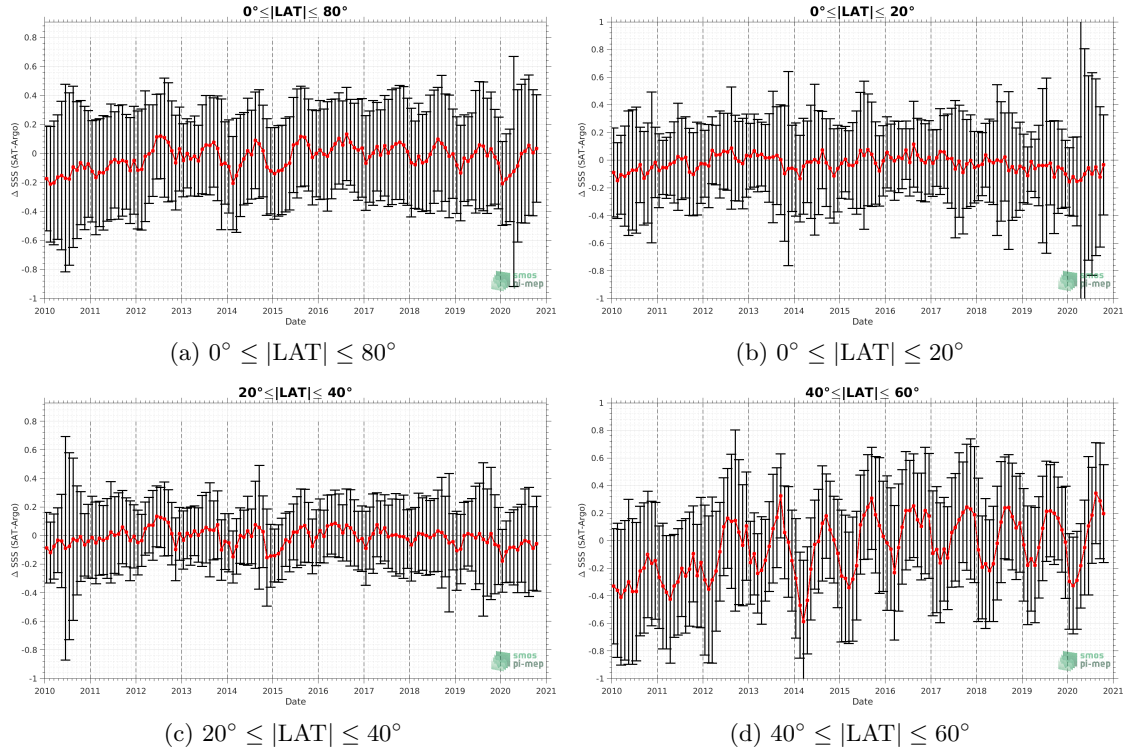 0°≤|LAT|≤ 80°
1
0.8
0.8
0.6
0.6
0.4
0.4
0.2
0.2
0
0
-0.2
-0.2
-0.4
-0.4
-0.6
-0.6
-0.8
-0.8
-1
-1
Δ SSS (SAT-Argo)
smos
pi-mep
2010 2011 2012 2013 2014 2015 2016 2017 2018 2019 2020 2021
Date
(a) 0° ≤ |LAT| ≤ 80°
0°≤|LAT|≤ 20°
Δ SSS (SAT-Argo)
smos
pi-mep
2010 2011 2012 2013 2014 2015 2016 2017 2018 2019 2020 2021
Date
(b) 0° ≤ |LAT| ≤ 20°
20°≤|LAT|≤ 40°
0.8
1
0.6
0.8
0.4
0.6
0.2
0.4
0
0.2
-0.2
0
-0.4
-0.2
-0.6
-0.4
-0.8
-0.6
-1
-0.8
-1
Δ SSS (SAT-Argo)
smos
pi-mep
2010 2011 2012 2013 2014 2015 2016 2017 2018 2019 2020 2021
Date
(c) 20° ≤ |LAT| ≤ 40°
40°≤|LAT|≤ 60°
Δ SSS (SAT-Argo)
smos
pi-mep
2010 2011 2012 2013 2014 2015 2016 2017 2018 2019 2020 2021
Date
(d) 40° ≤ |LAT| ≤ 60°